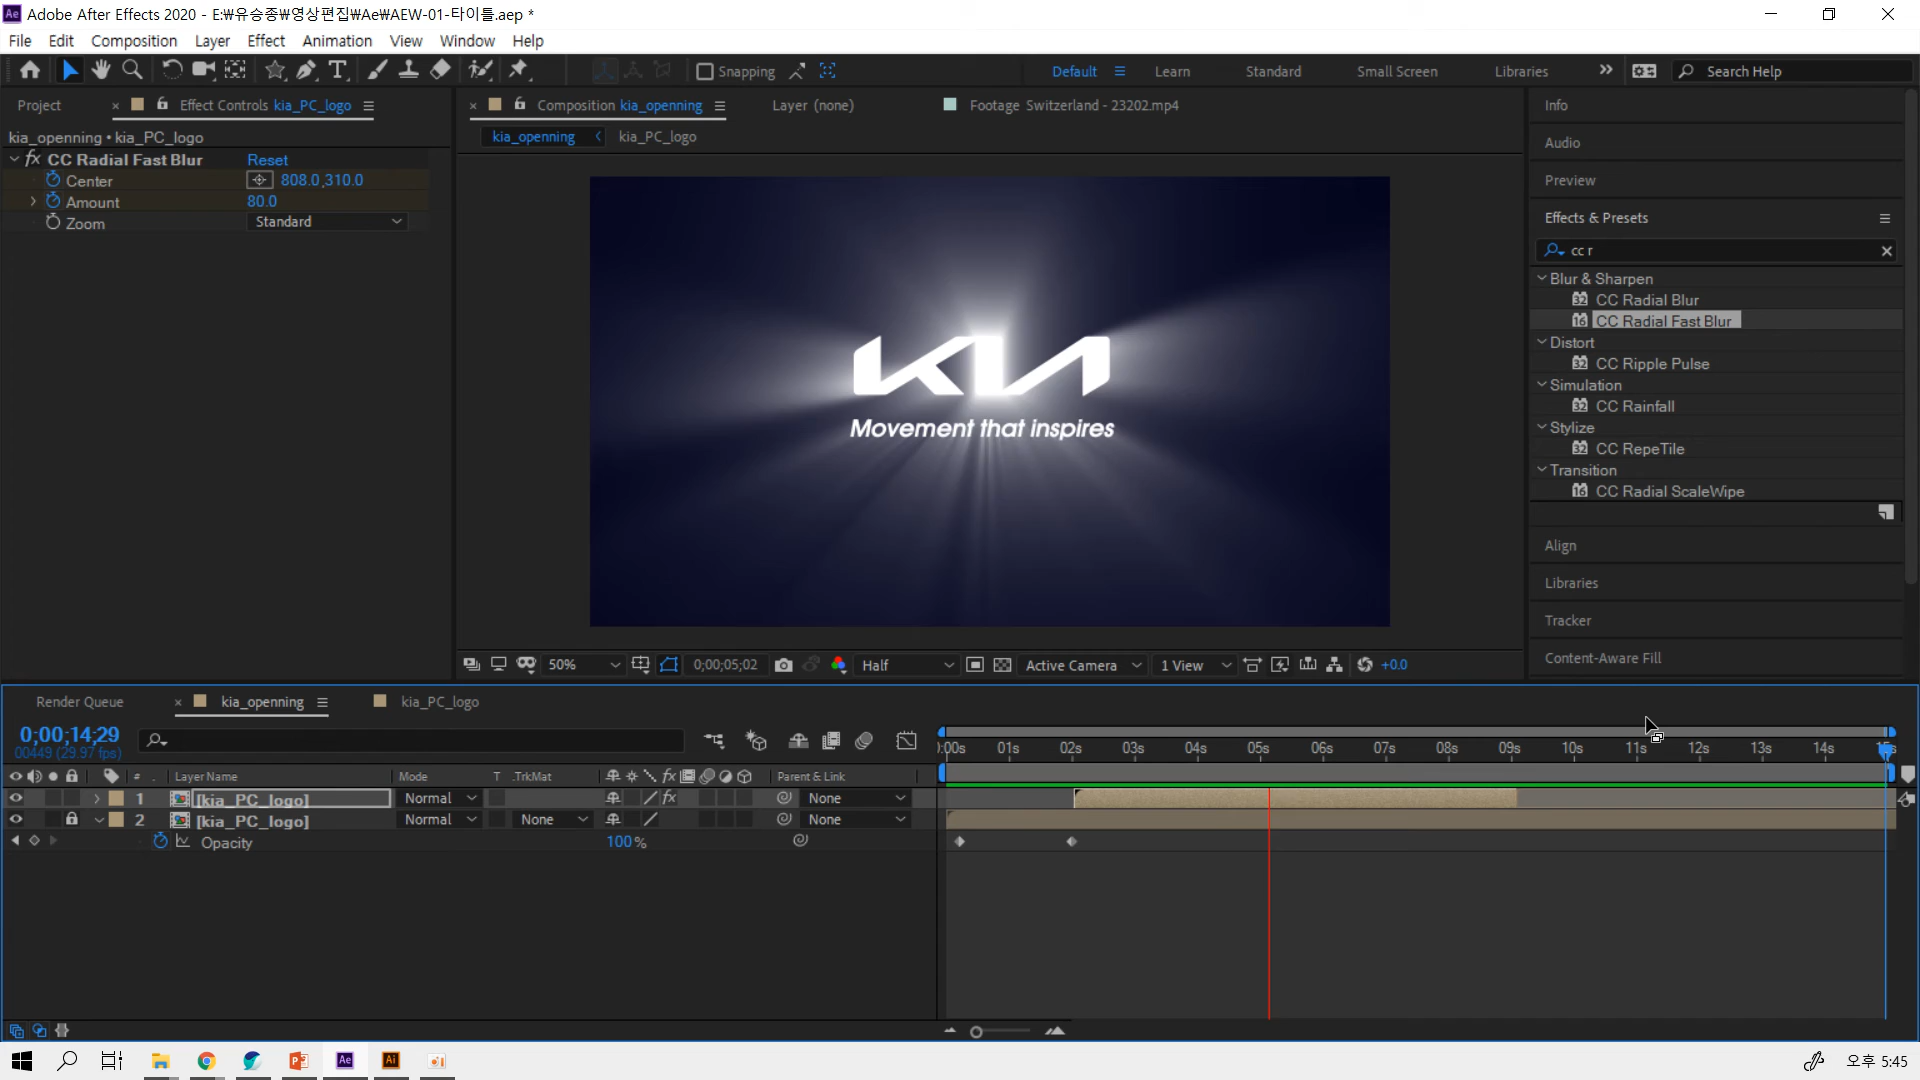 Adobe After Effects 2020 - E:￦유승종￦영상편집￦Ae￦AEW-01-타이틀.aep *
File Edit Composition Layer Effect Animation View Window Help
Snapping Default Learn Standard Small Screen Libraries Search Help
Project Effect Controls kia_PC_logo
Composition kia_openning Layer (none) Footage Switzerland - 23202.mp4
Info
kia_openning • kia_PC_logo
kia_openning kia_PC_logo
Audio
fx CC Radial Fast Blur Reset
Center 808.0,310.0
Amount 80.0
Zoom Standard
Preview
Effects & Presets
cc r
Blur & Sharpen
CC Radial Blur
CC Radial Fast Blur
Distort
CC Ripple Pulse
Simulation
CC Rainfall
Stylize
CC RepeTile
Transition
CC Radial ScaleWipe
KIA
Movement that inspires
Align
Libraries
Tracker
Content-Aware Fill
50% 0;00;05;02 Half Active Camera 1 View +0.0
Render Queue kia_openning kia_PC_logo
0;00;14;29
00449 (29.97 fps)
):00s 01s 02s 03s 04s 05s 06s 07s 08s 09s 10s 11s 12s 13s 14s 15s
# Layer Name Mode T .TrkMat fx Parent & Link
1 [kia_PC_logo] Normal fx None
2 [kia_PC_logo] Normal None None
Opacity 100%
Ae Ai
오후 5:45